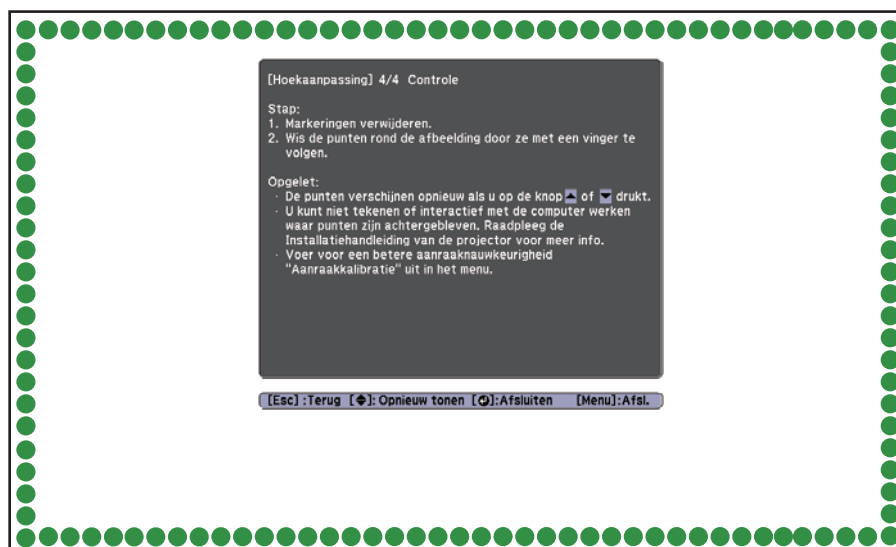 [Hoekaanpassing] 4/4 Controle
Stap:
1. Markeringen verwijderen.
2. Wis de punten rond de afbeelding door ze met een vinger te
volgen.
Opgelet:
· De punten verschijnen opnieuw als u op de knop ▲ of ▼ drukt.
· U kunt niet tekenen of interactief met de computer werken
waar punten zijn achtergebleven. Raadpleeg de
Installatiehandleiding van de projector voor meer info.
· Voer voor een betere aanraaknauwkeurigheid
"Aanraakkalibratie" uit in het menu.
[Esc] :Terug [◆]: Opnieuw tonen [↵]:Afsluiten [Menu]:Afsl.